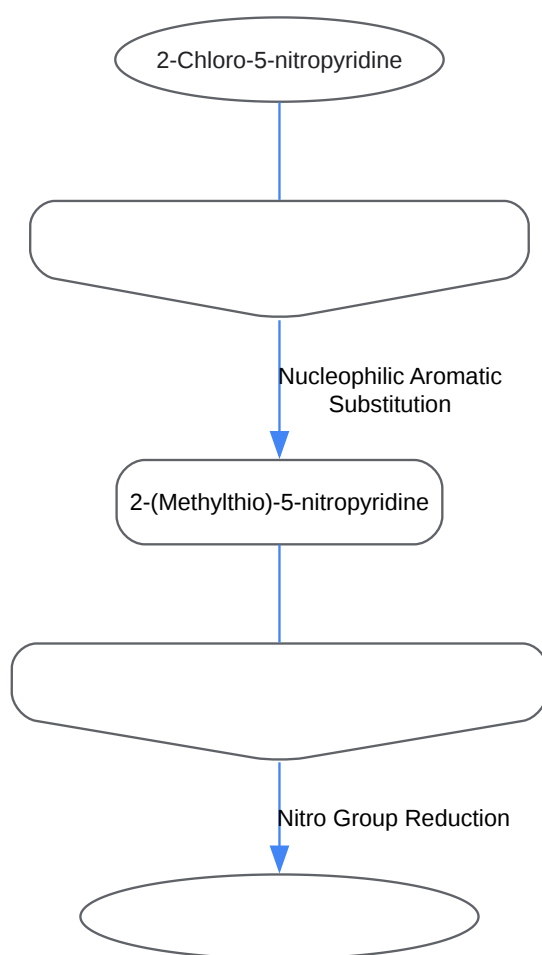 2-Chloro-5-nitropyridine
Nucleophilic Aromatic
Substitution
2-(Methylthio)-5-nitropyridine
Nitro Group Reduction